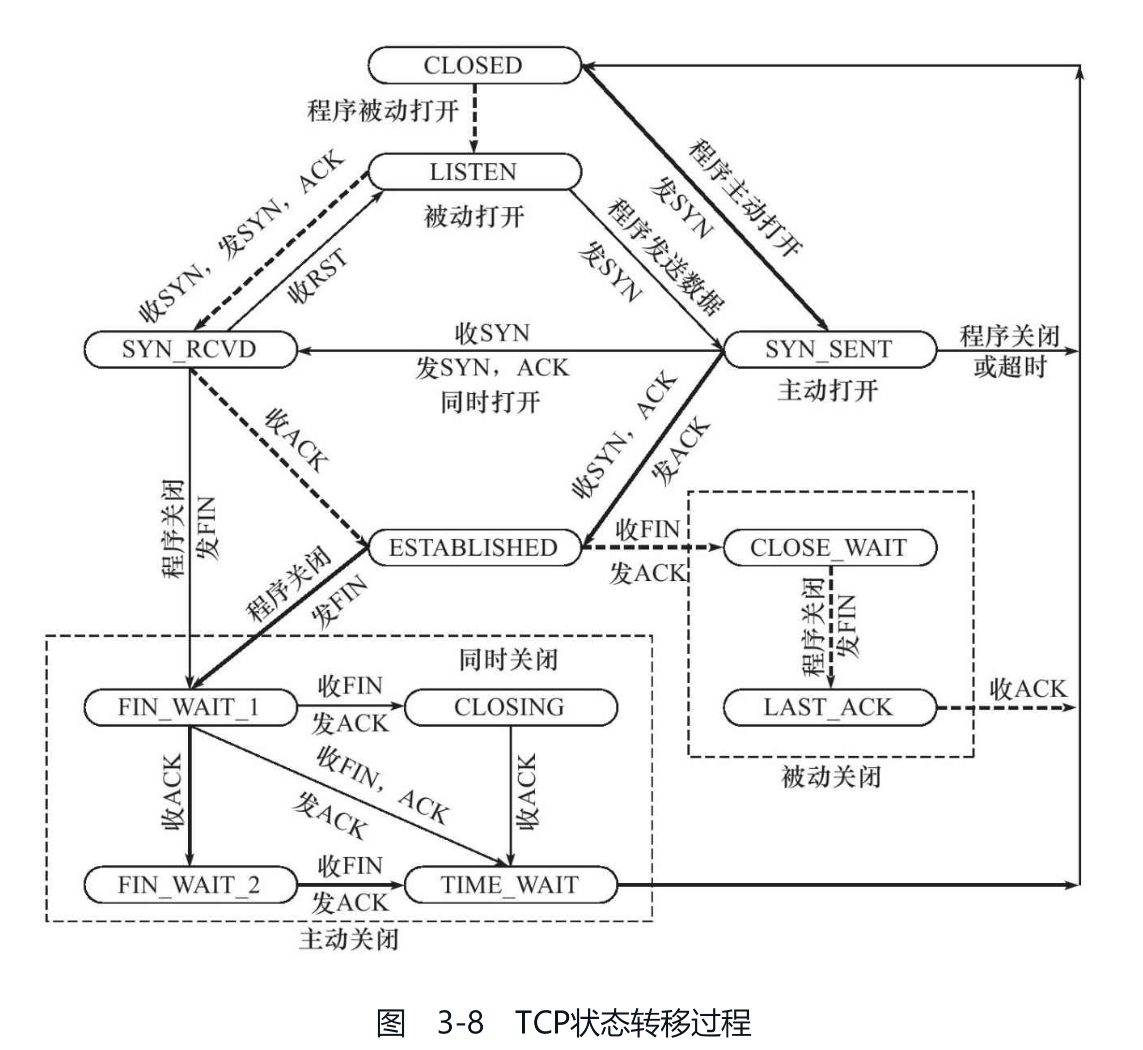 CLOSED
程序被动打开
LISTEN
被动打开
收SYN，发SYN，ACK
收RST
程序主动打开
发SYN
程序发送数据
发SYN
SYN_RCVD
收SYN
发SYN，ACK
同时打开
SYN_SENT
主动打开
程序关闭
或超时
收ACK
收SYN，ACK
发ACK
程序关闭
发FIN
ESTABLISHED
收FIN
发ACK
CLOSE_WAIT
程序关闭
发FIN
程序关闭
发FIN
LAST_ACK
收ACK
被动关闭
同时关闭
FIN_WAIT_1
收FIN
发ACK
CLOSING
收ACK
收FIN，ACK
发ACK
收ACK
FIN_WAIT_2
收FIN
发ACK
TIME_WAIT
主动关闭
图 3-8 TCP状态转移过程